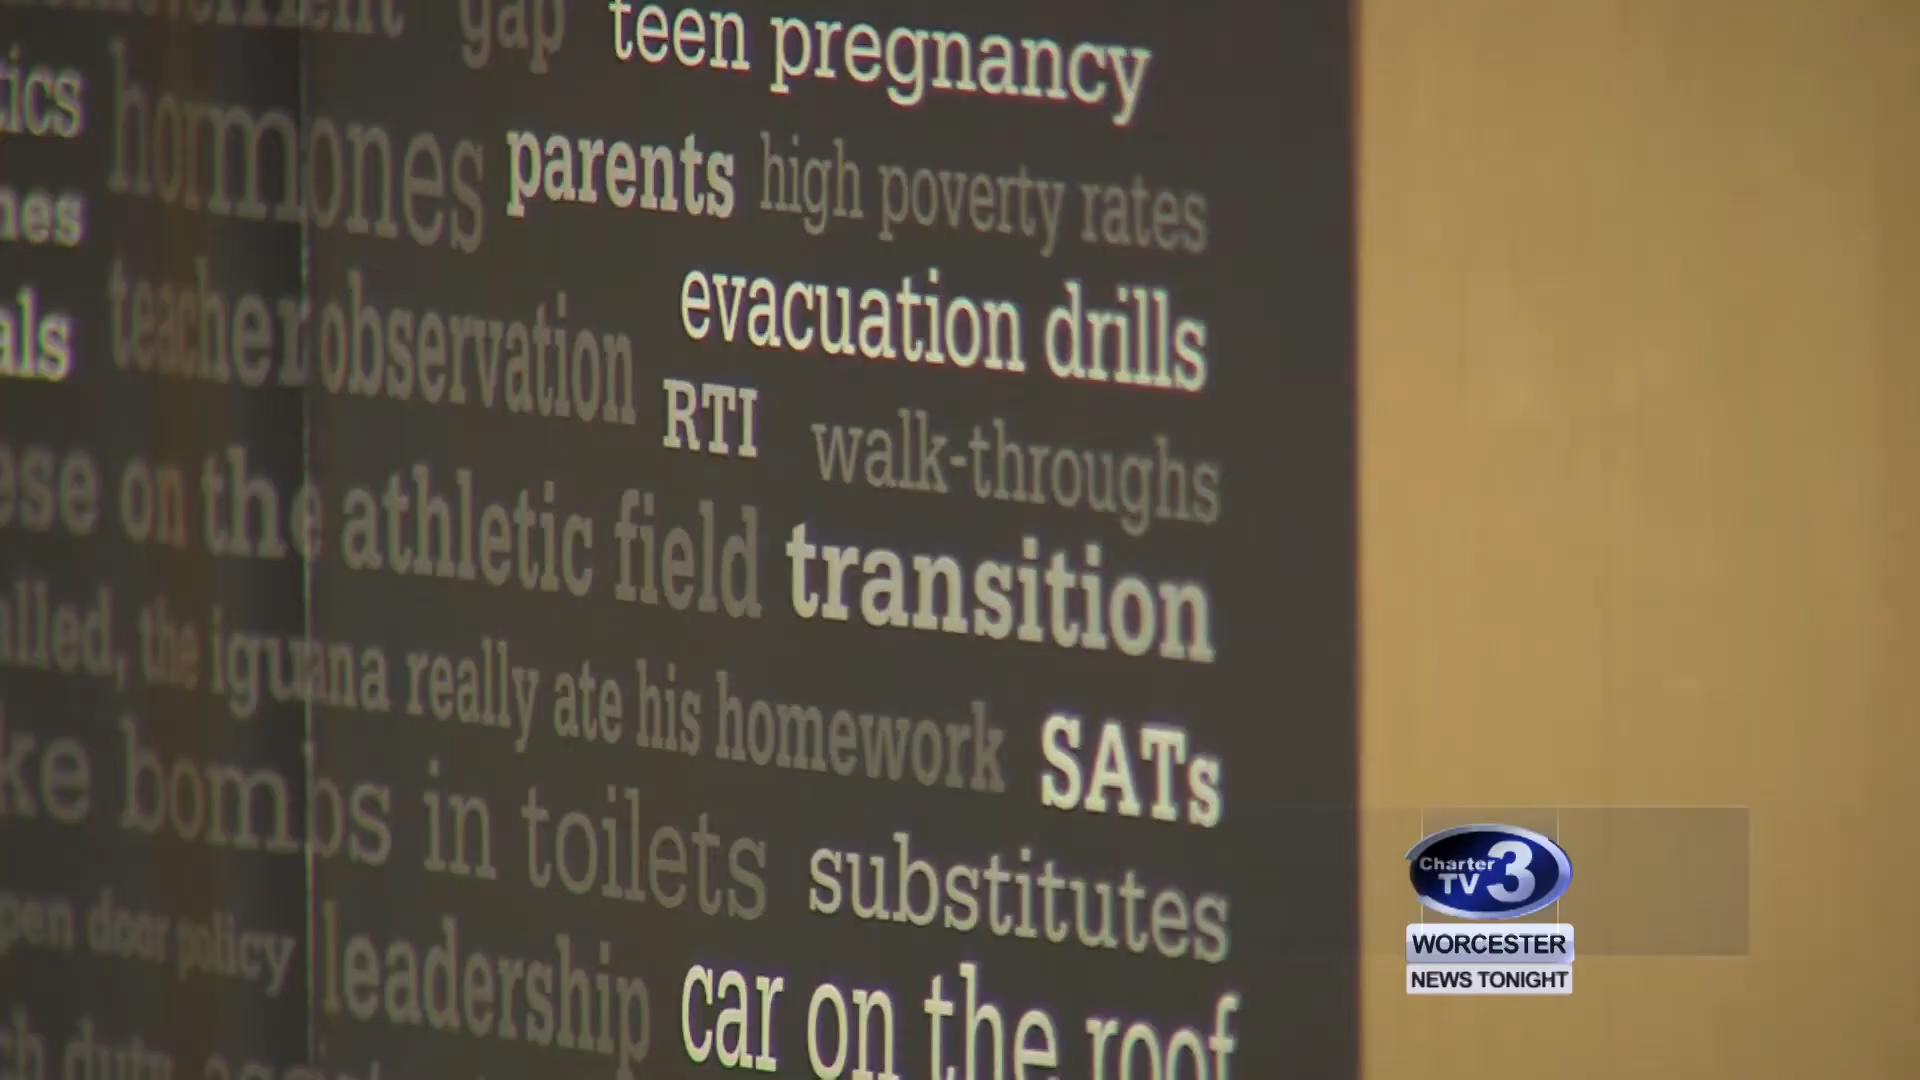 gap teen pregnancy
hormones parents high poverty rates
evacuation drills
teacher observation RTI walk-throughs
on the athletic field transition
the iguana really ate his homework SATs
bombs in toilets substitutes
door policy leadership car on the roof
Charter
TV3
WORCESTER
NEWS TONIGHT